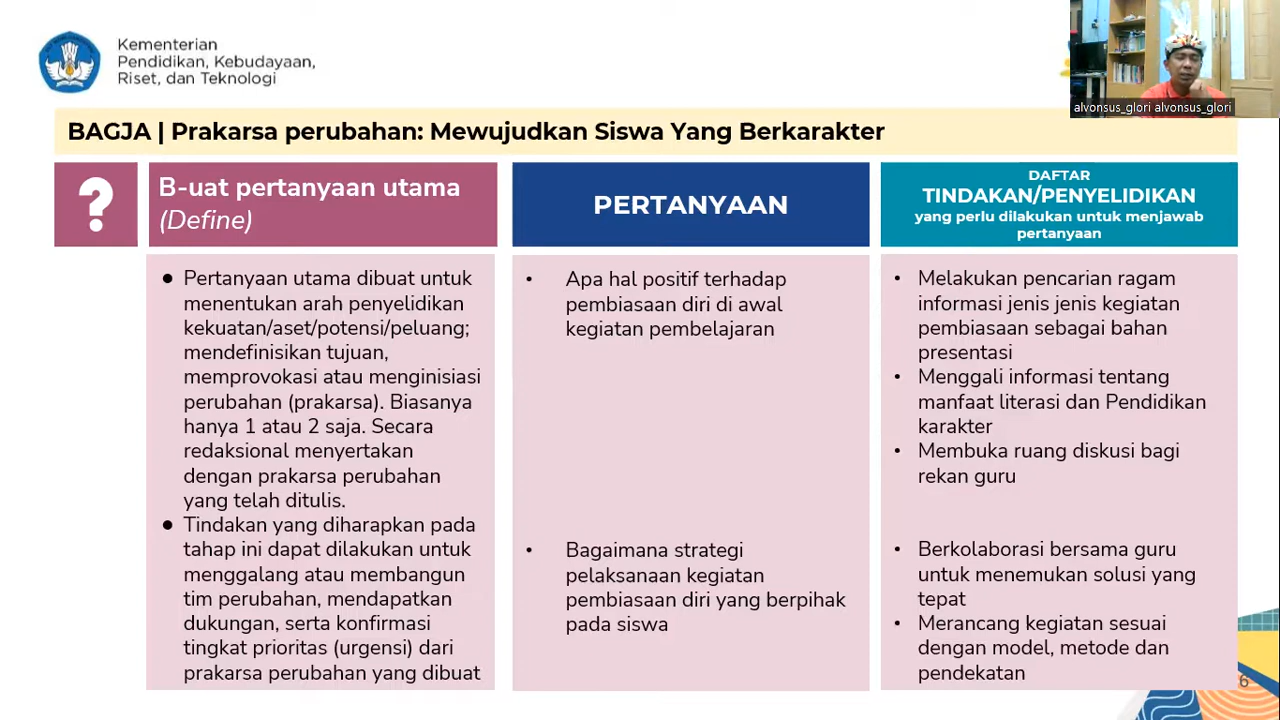 Kementerian
Pendidikan, Kebudayaan,
Riset, dan Teknologi
alvonsus_glori alvonsus_glori
BAGJA | Prakarsa perubahan: Mewujudkan Siswa Yang Berkarakter
?
B-uat pertanyaan utama
(Define)
PERTANYAAN
DAFTAR
TINDAKAN/PENYELIDIKAN
yang perlu dilakukan untuk menjawab
pertanyaan
● Pertanyaan utama dibuat untuk
menentukan arah penyelidikan
kekuatan/aset/potensi/peluang;
mendefinisikan tujuan,
memprovokasi atau menginisiasi
perubahan (prakarsa). Biasanya
hanya 1 atau 2 saja. Secara
redaksional menyertakan
dengan prakarsa perubahan
yang telah ditulis.
● Tindakan yang diharapkan pada
tahap ini dapat dilakukan untuk
menggalang atau membangun
tim perubahan, mendapatkan
dukungan, serta konfirmasi
tingkat prioritas (urgensi) dari
prakarsa perubahan yang dibuat
• Apa hal positif terhadap
pembiasaan diri di awal
kegiatan pembelajaran
• Bagaimana strategi
pelaksanaan kegiatan
pembiasaan diri yang berpihak
pada siswa
• Melakukan pencarian ragam
informasi jenis jenis kegiatan
pembiasaan sebagai bahan
presentasi
• Menggali informasi tentang
manfaat literasi dan Pendidikan
karakter
• Membuka ruang diskusi bagi
rekan guru
• Berkolaborasi bersama guru
untuk menemukan solusi yang
tepat
• Merancang kegiatan sesuai
dengan model, metode dan
pendekatan
6